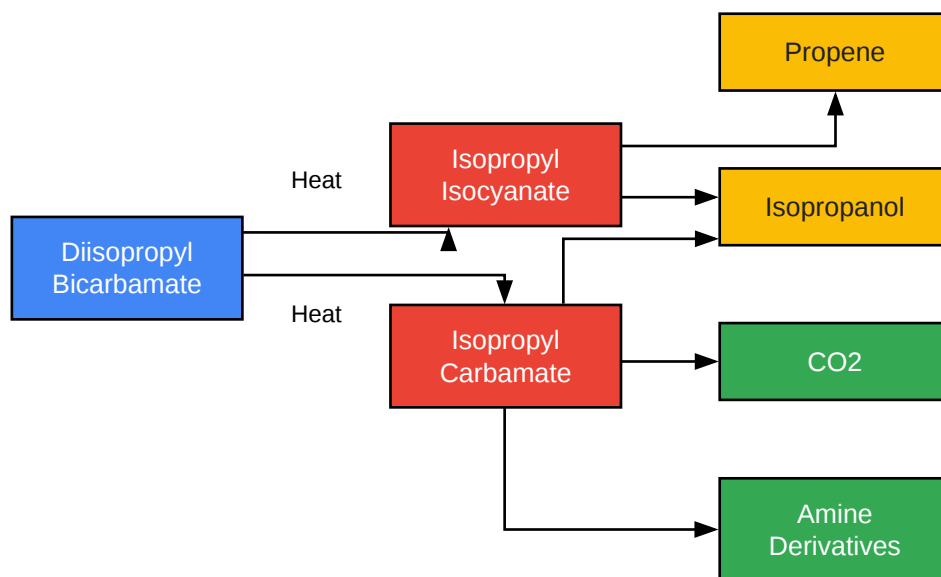 Propene
Isopropyl
Isocyanate
Heat
Isopropanol
Diisopropyl
Bicarbamate
Heat
Isopropyl
Carbamate
CO2
Amine
Derivatives